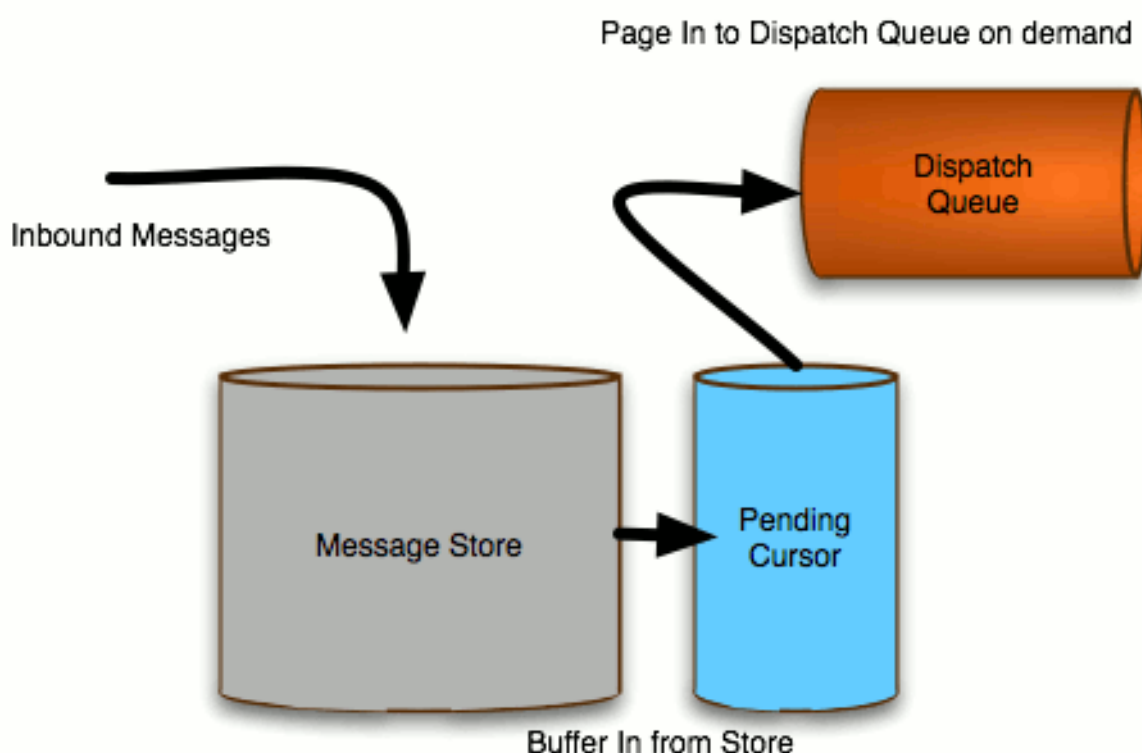 Page In to Dispatch Queue on demand
Dispatch
Queue
Inbound Messages
Message Store
Pending
Cursor
Buffer In from Store